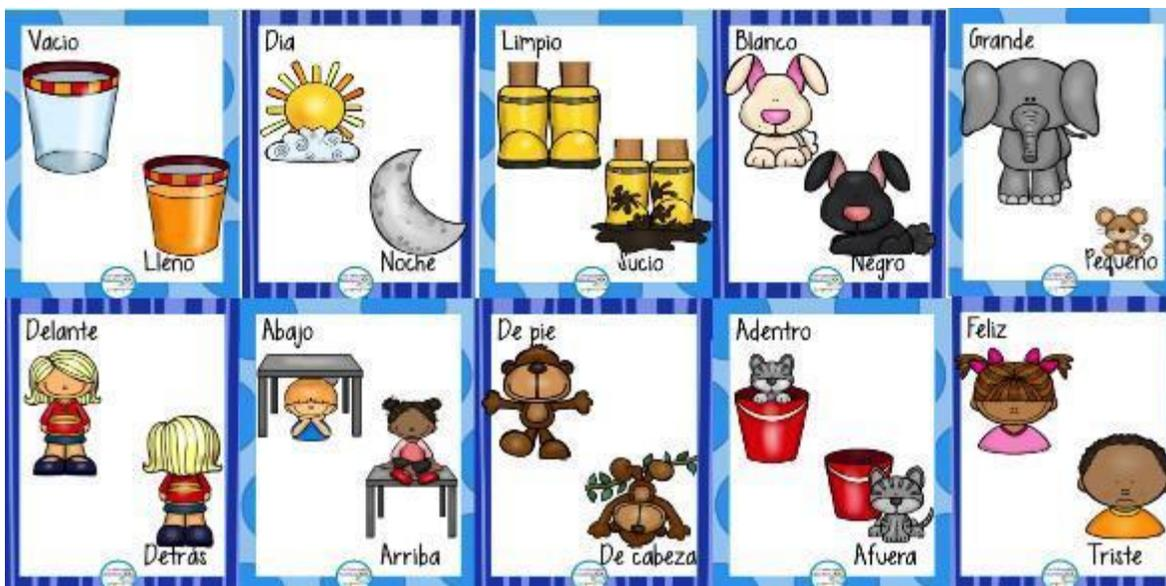 Vacio
Lleno
Dia
Noche
Limpio
Sucio
Blanco
Negro
Grande
Pequeño
Delante
Detrás
Abajo
Arriba
De pie
De cabeza
Adentro
Afuera
Feliz
Triste